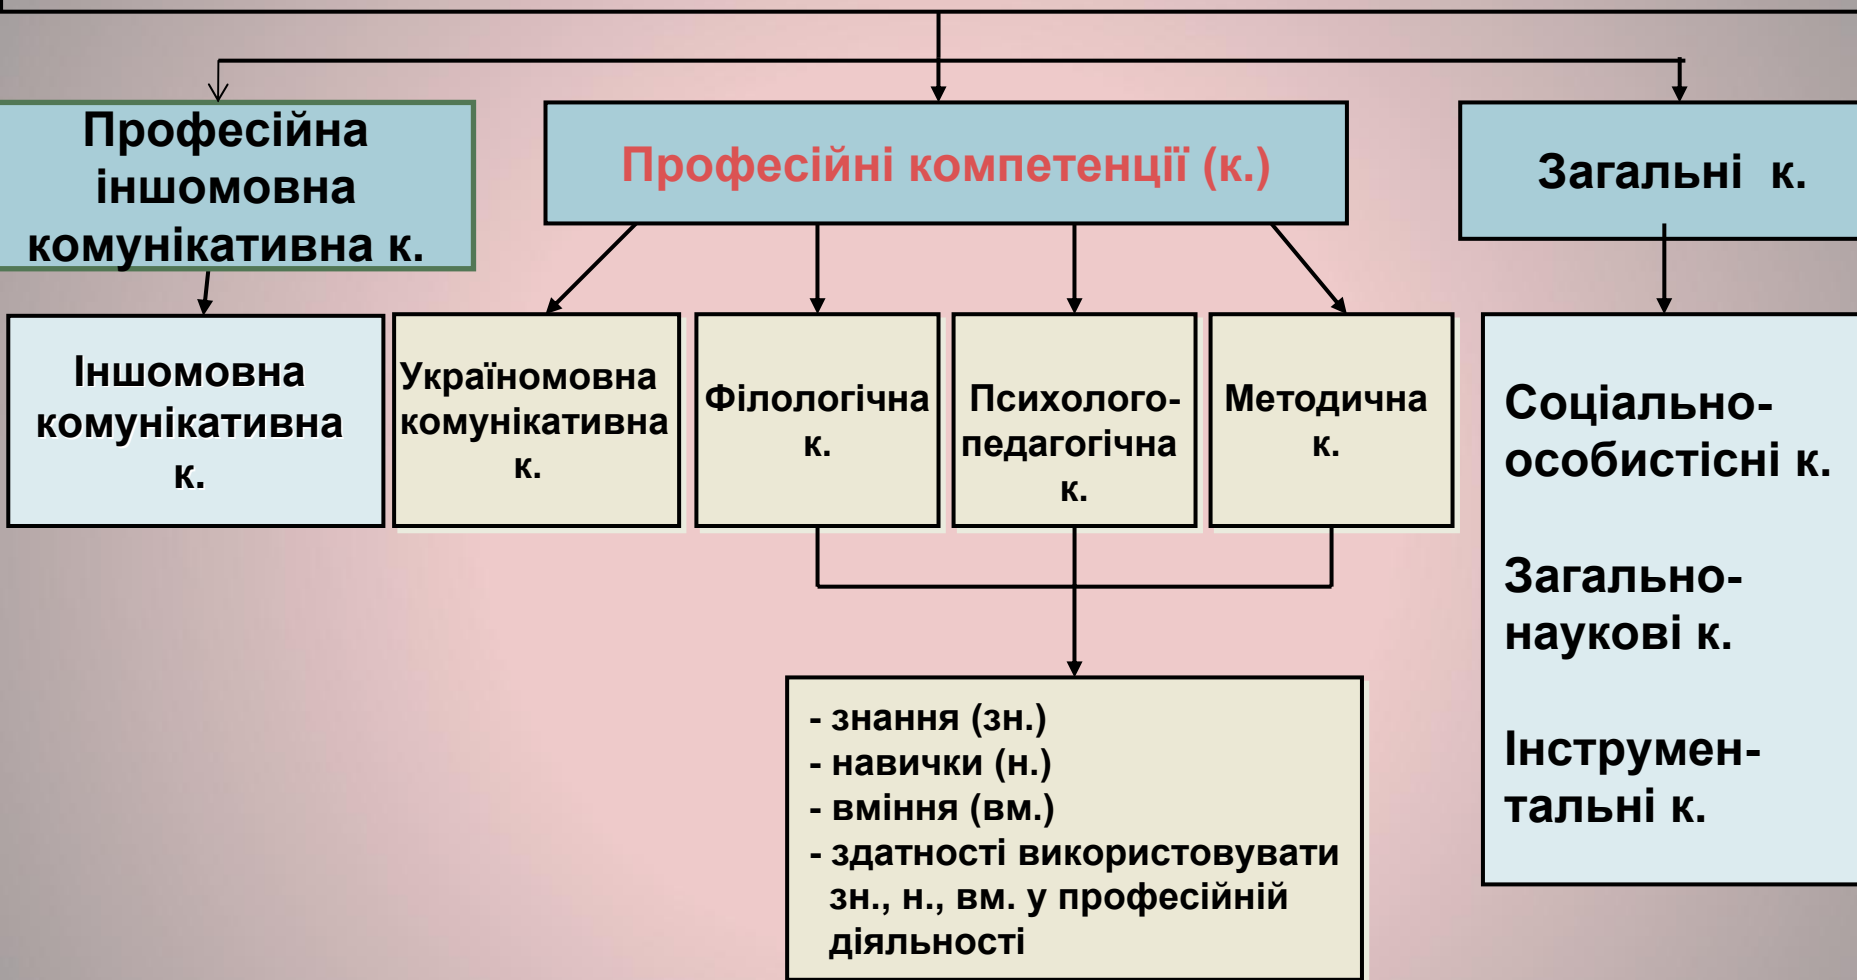 Професійна
іншомовна
комунікативна к.
Професійні компетенції (к.)
Загальні к.
Іншомовна
комунікативна
к.
Україномовна
комунікативна
к.
Філологічна
к.
Психолого-
педагогічна
к.
Методична
к.
Соціально-
особистісні к.
Загально-
наукові к.
Інструмен-
тальні к.
- знання (зн.)
- навички (н.)
- вміння (вм.)
- здатності використовувати
зн., н., вм. у професійній
діяльності